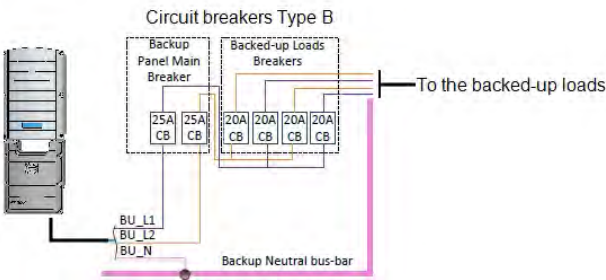 Circuit breakers Type B
Backup
Panel Main
Breaker
Backed-up Loads
Breakers
To the backed-up loads
25A
CB
25A
CB
20A
CB
20A
CB
20A
CB
20A
CB
BU_L1
BU_L2
BU_N
Backup Neutral bus-bar